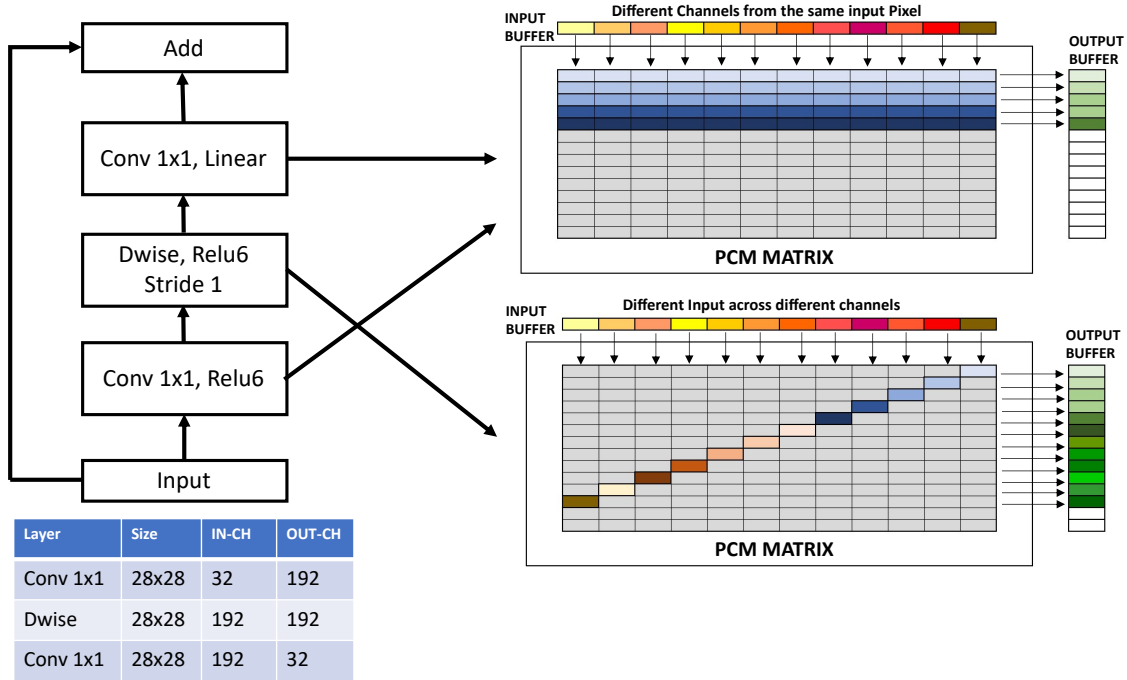 Add
Conv 1x1, Linear
Dwise, Relu6
Stride 1
Conv 1x1, Relu6
Input
Layer Size IN-CH OUT-CH
Conv 1x1 28x28 32 192
Dwise 28x28 192 192
Conv 1x1 28x28 192 32
Different Channels from the same input Pixel
INPUT
BUFFER
OUTPUT
BUFFER
PCM MATRIX
Different Input across different channels
INPUT
BUFFER
OUTPUT
BUFFER
PCM MATRIX